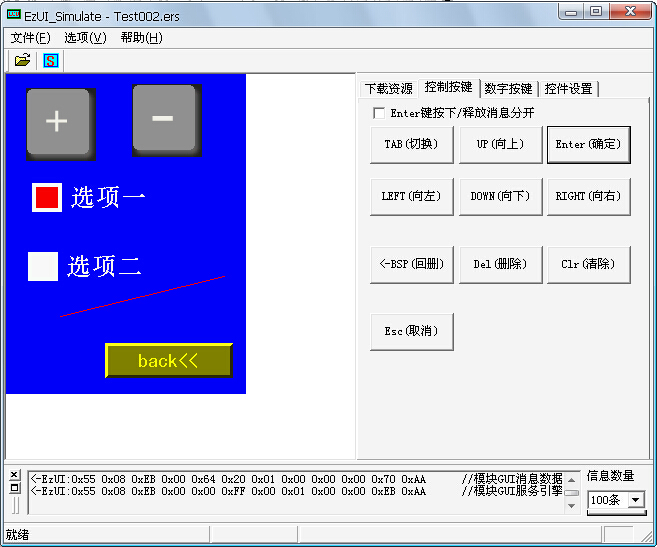 EzUI_Simulate - Test002.ers
文件(F) 选项(V) 帮助(H)
下载资源 控制按键 数字按键 控件设置
Enter键按下/释放消息分开
+ -
TAB(切换) UP(向上) Enter(确定)
选项一
LEFT(向左) DOWN(向下) RIGHT(向右)
选项二
<-BSP(回删) Del(删除) Clr(清除)
Esc(取消)
back<<
<-EzUI:0x55 0x08 0xEB 0x00 0x64 0x20 0x01 0x00 0x00 0x00 0x70 0xAA //模块GUI消息数据
<-EzUI:0x55 0x08 0xEB 0x00 0x00 0xFF 0x00 0x01 0x00 0x00 0xEB 0xAA //模块GUI服务引擎
信息数量
100条
就绪